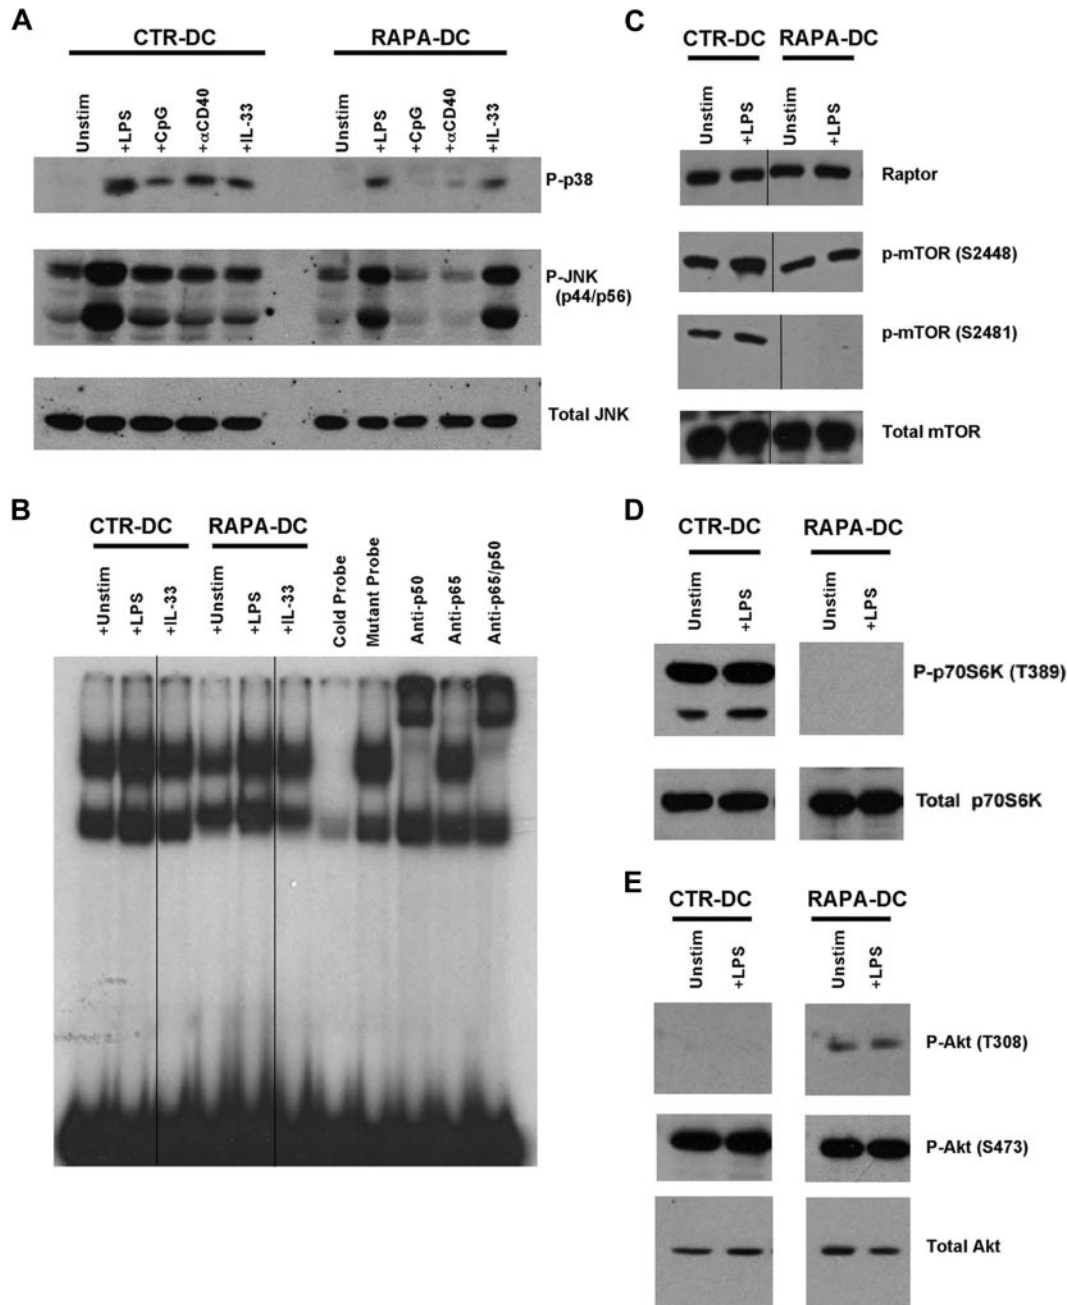 A
CTR-DC
RAPA-DC
Unstim
+LPS
+CpG
+αCD40
+IL-33
Unstim
+LPS
+CpG
+αCD40
+IL-33
P-p38
P-JNK
(p44/p56)
Total JNK
B
CTR-DC
RAPA-DC
+Unstim
+LPS
+IL-33
+Unstim
+LPS
+IL-33
Cold Probe
Mutant Probe
Anti-p50
Anti-p65
Anti-p65/p50
C
CTR-DC
RAPA-DC
Unstim
+LPS
Unstim
+LPS
Raptor
p-mTOR (S2448)
p-mTOR (S2481)
Total mTOR
D
CTR-DC
RAPA-DC
Unstim
+LPS
Unstim
+LPS
P-p70S6K (T389)
Total p70S6K
E
CTR-DC
RAPA-DC
Unstim
+LPS
Unstim
+LPS
P-Akt (T308)
P-Akt (S473)
Total Akt